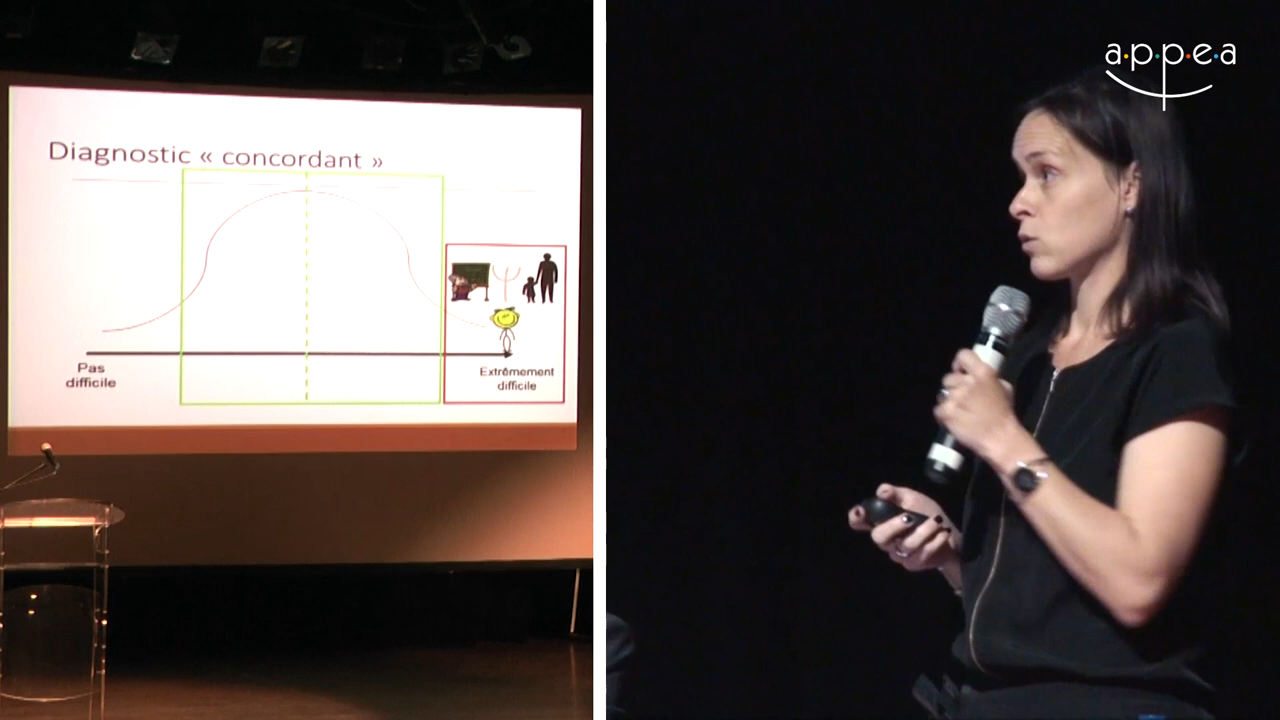 Diagnostic « concordant »
Pas
difficile
Extrêmement
difficile
a·p·p·e·a